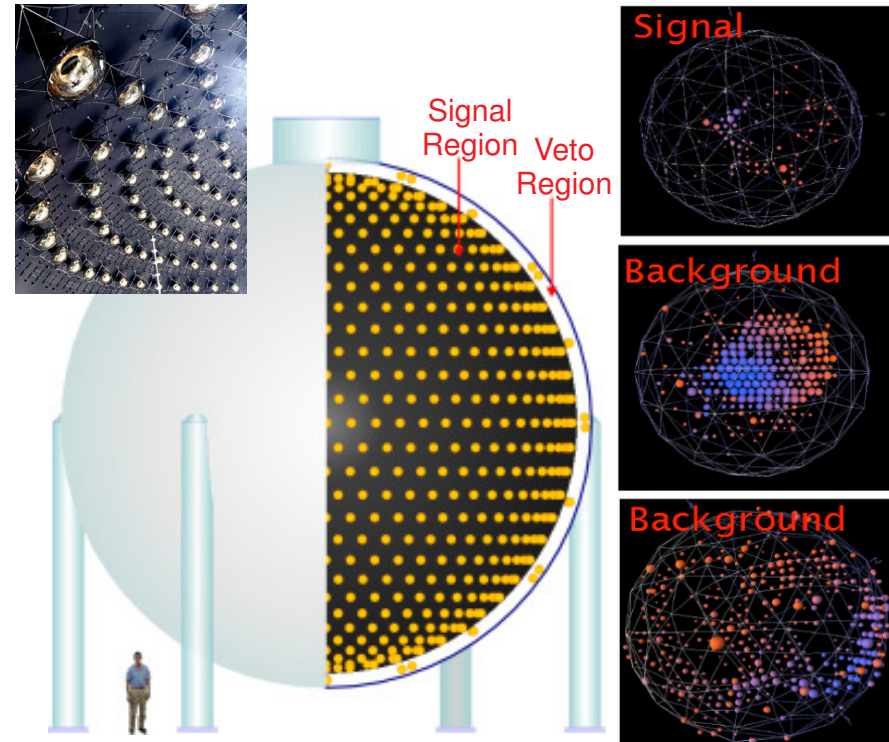 Signal
Region
Veto
Region
Signal
Background
Background